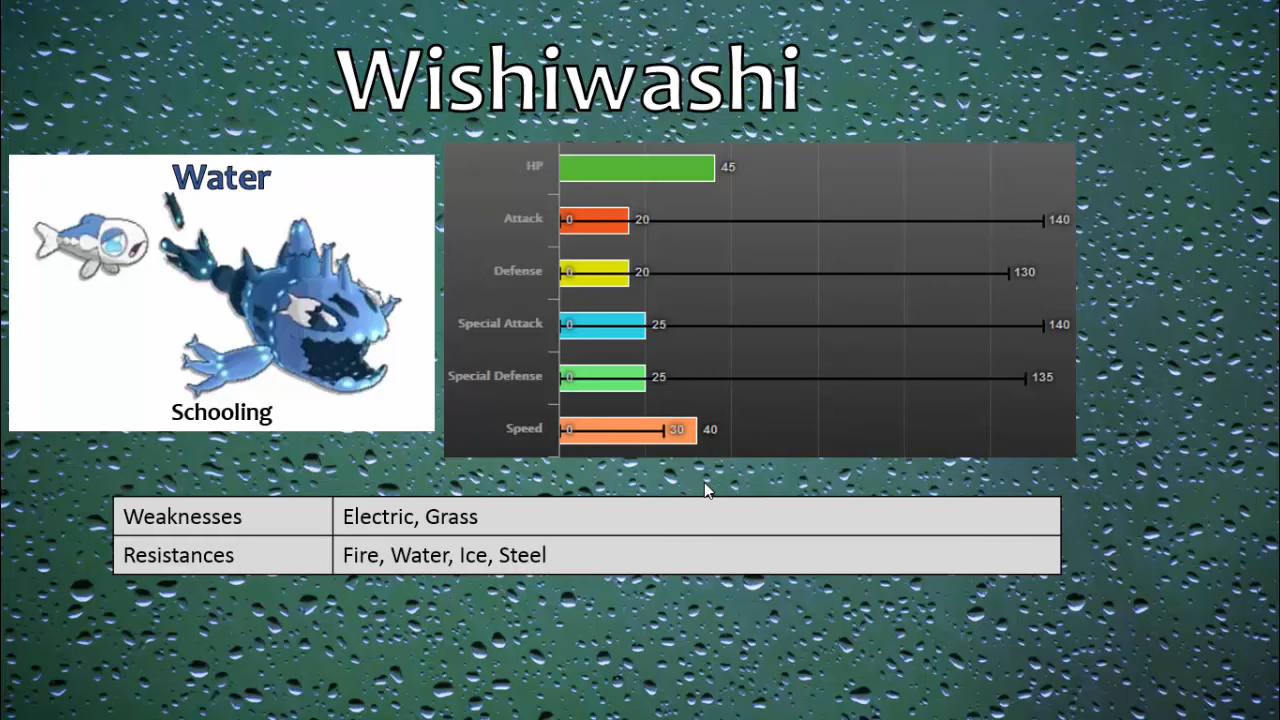 Wishiwashi
Water
Schooling
HP 45
Attack 0 20 140
Defense 0 20 130
Special Attack 0 25 140
Special Defense 0 25 135
Speed 0 30 40
Weaknesses Electric, Grass
Resistances Fire, Water, Ice, Steel